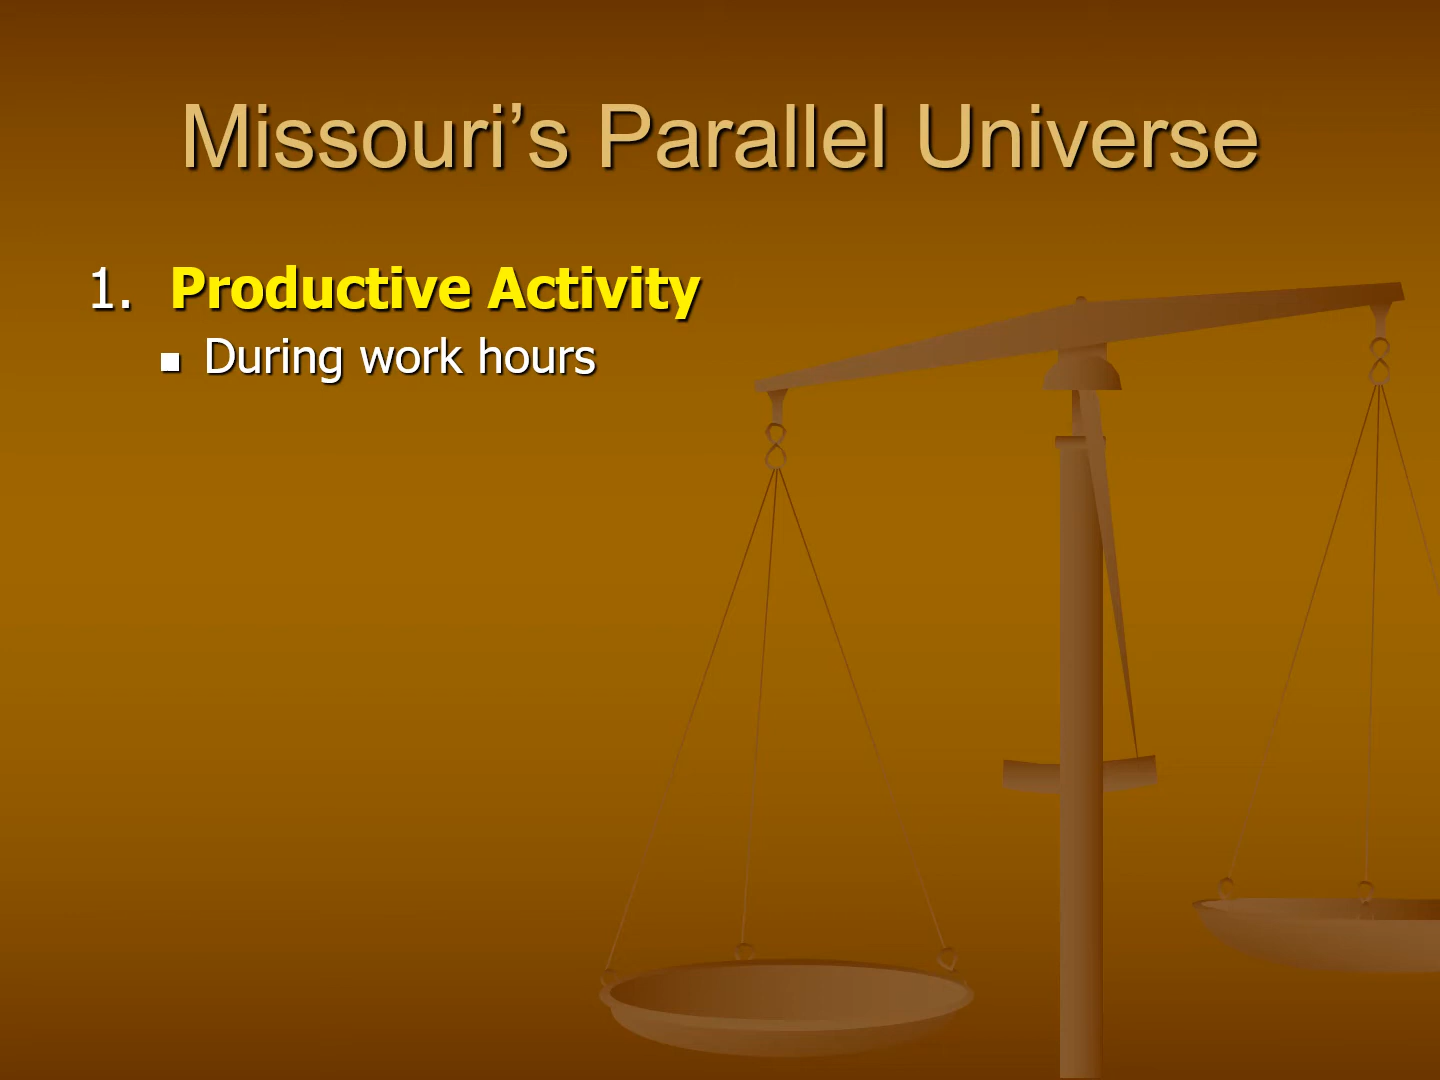 Missouri’s Parallel Universe
1. Productive Activity
■ During work hours